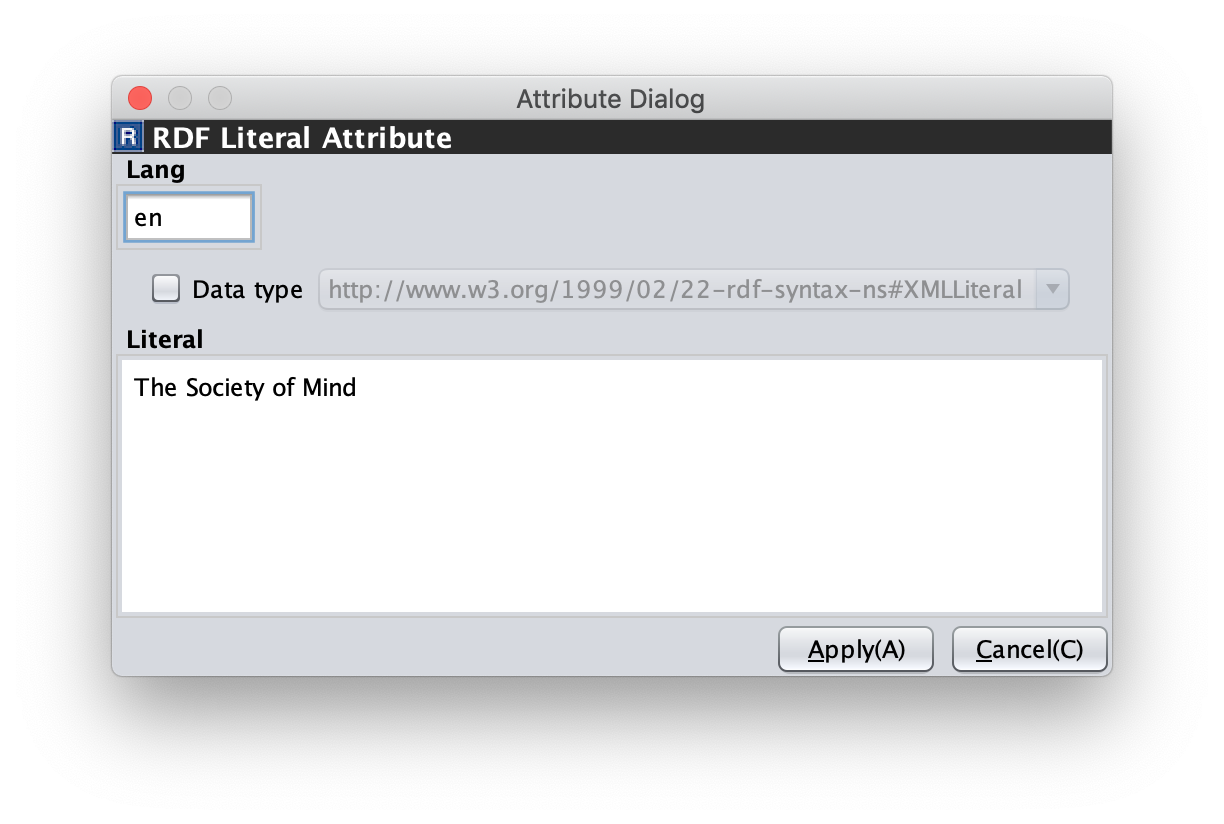 Attribute Dialog
R RDF Literal Attribute
Lang
en
Data type http://www.w3.org/1999/02/22-rdf-syntax-ns#XMLLiteral
Literal
The Society of Mind
Apply(A) Cancel(C)